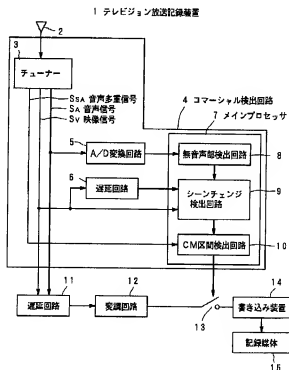 1 テレビジョン放送記録装置
2
3
チューナー
SSA 音声多重信号
SA 音声信号
SV 映像信号
4 コマーシャル検出回路
7 メインプロセッサ
5
A/D変換回路
無音声部検出回路
8
6
遅延回路
シーンチェンジ
検出回路
9
CM区間検出回路
10
11
遅延回路
12
変調回路
13
14
書き込み装置
記録媒体
15